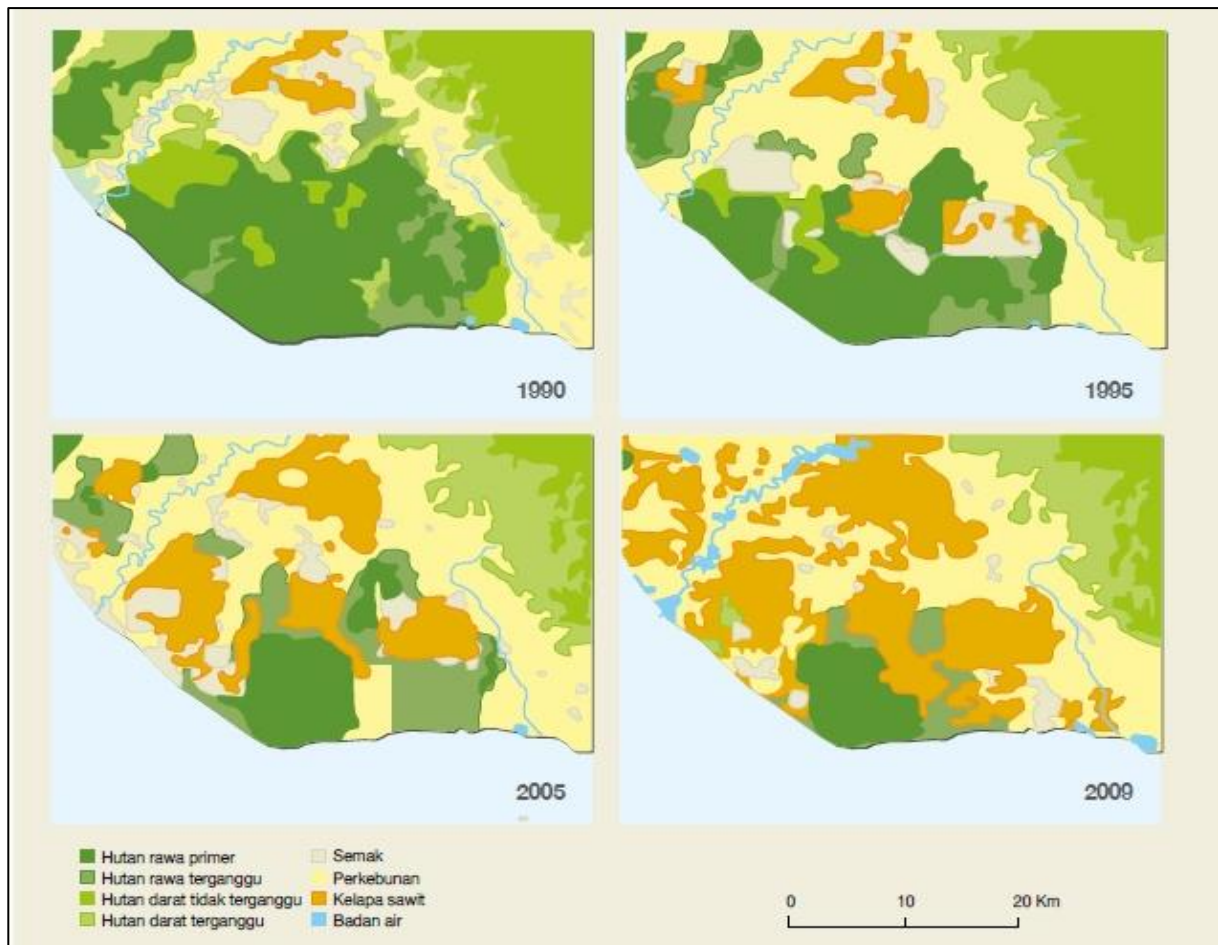 1990
1995
2005
2009
Hutan rawa primer
Hutan rawa terganggu
Hutan darat tidak terganggu
Hutan darat terganggu
Semak
Perkebunan
Kelapa sawit
Badan air
0 10 20 Km